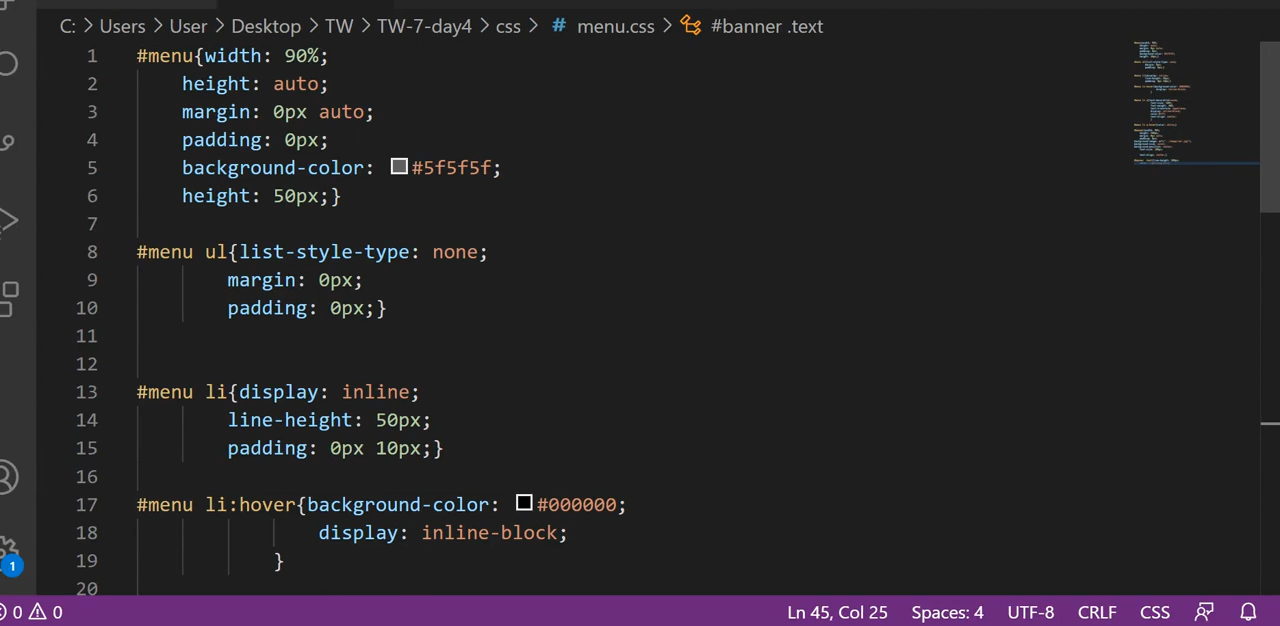 C: > Users > User > Desktop > TW > TW-7-day4 > css > # menu.css > #banner .text
1 #menu{width: 90%;
2 height: auto;
3 margin: 0px auto;
4 padding: 0px;
5 background-color: #5f5f5f;
6 height: 50px;}
7
8 #menu ul{list-style-type: none;
9 margin: 0px;
10 padding: 0px;}
11
12
13 #menu li{display: inline;
14 line-height: 50px;
15 padding: 0px 10px;}
16
17 #menu li:hover{background-color: #000000;
18 display: inline-block;
19 }
20
1
0 0 Ln 45, Col 25 Spaces: 4 UTF-8 CRLF CSS